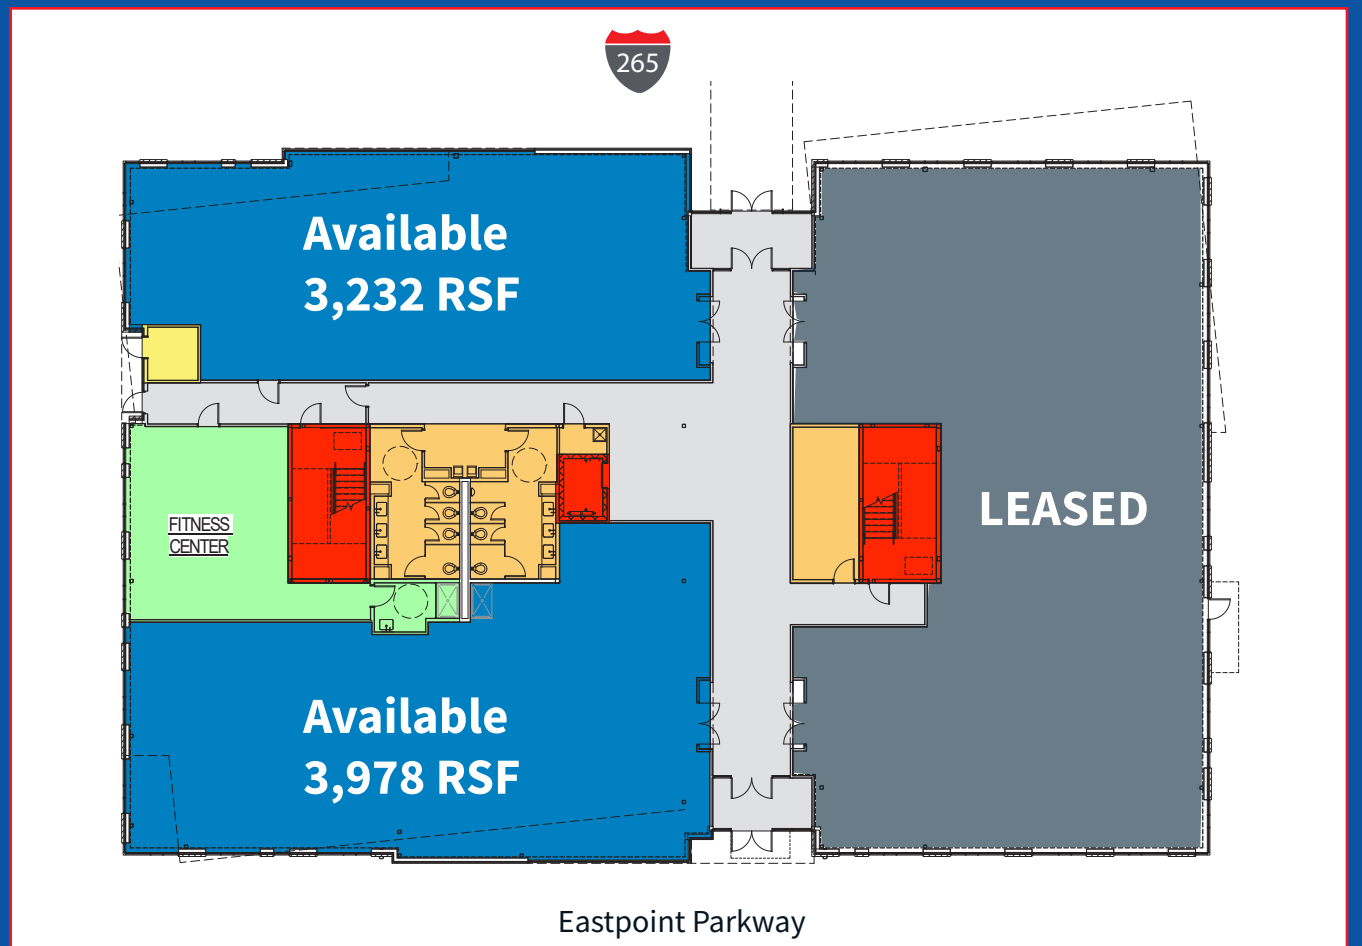 265
Available
3,232 RSF
FITNESS
CENTER
LEASED
Available
3,978 RSF
Eastpoint Parkway